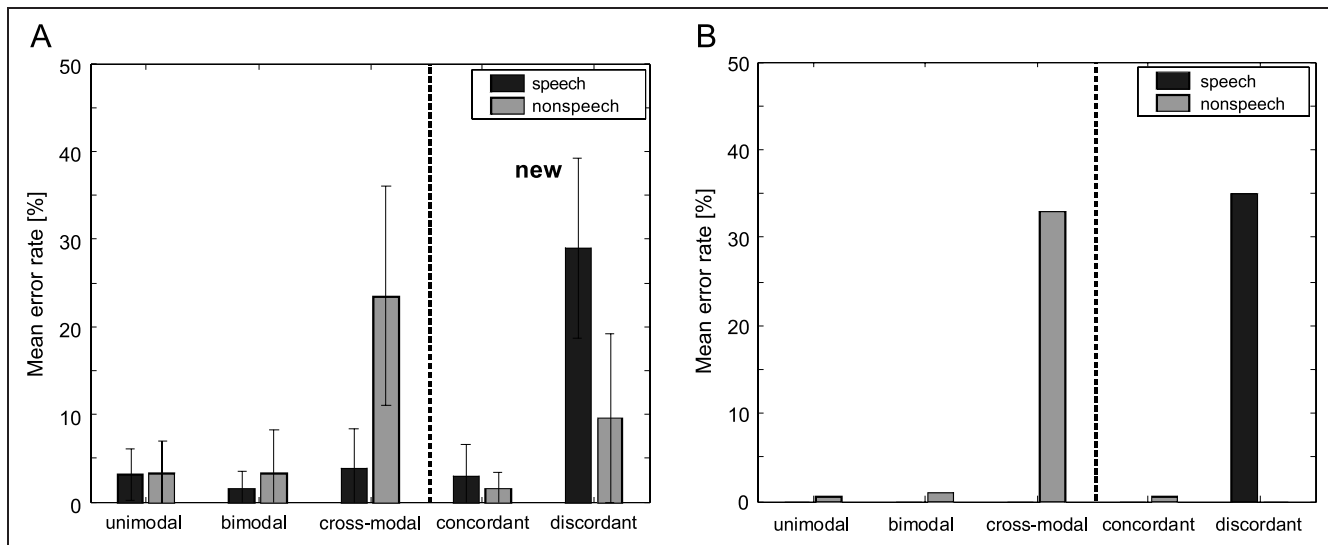 A
Mean error rate [%]
50
40
30
20
10
0
speech
nonspeech
new
unimodal bimodal cross-modal concordant discordant
B
Mean error rate [%]
50
40
30
20
10
0
speech
nonspeech
unimodal bimodal cross-modal concordant discordant